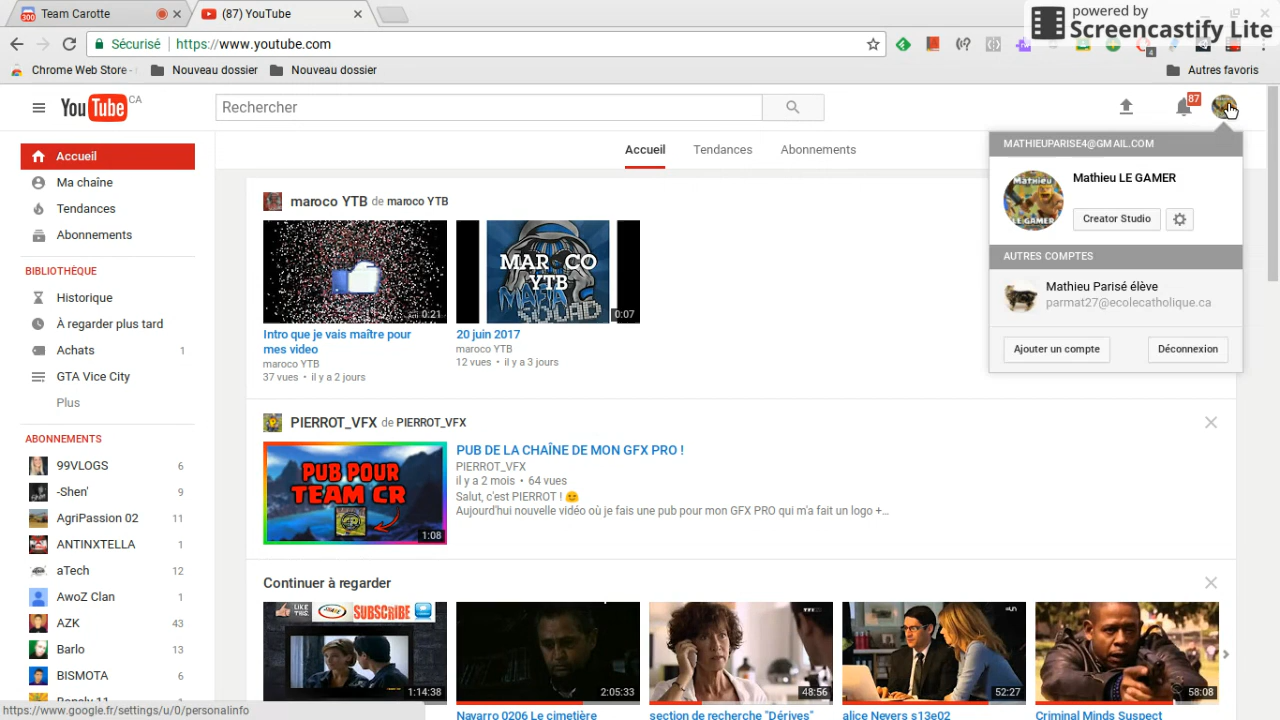 Team Carotte
(87) YouTube
powered by
Screencastify Lite
Sécurisé
https://www.youtube.com
Chrome Web Store -
Nouveau dossier
Nouveau dossier
Autres favoris
YouTube CA
Rechercher
87
Accueil
Tendances
Abonnements
MATHIEUPARISE4@GMAIL.COM
Mathieu LE GAMER
Creator Studio
AUTRES COMPTES
Mathieu Parisé élève
parmat27@ecolecatholique.ca
Ajouter un compte
Déconnexion
Accueil
Ma chaîne
Tendances
Abonnements
BIBLIOTHÈQUE
Historique
À regarder plus tard
Achats 1
GTA Vice City
Plus
ABONNEMENTS
99VLOGS 6
-Shen' 9
AgriPassion 02 11
ANTINXTELLA 1
aTech 12
AwoZ Clan 1
AZK 43
Barlo 13
BISMOTA 7
maroco YTB de maroco YTB
0:21
MAROCO
YTB
0:07
Intro que je vais maître pour
mes video
maroco YTB
37 vues • il y a 2 jours
20 juin 2017
maroco YTB
12 vues • il y a 3 jours
PIERROT_VFX de PIERROT_VFX
PUB POUR
TEAM CR
1:08
PUB DE LA CHAÎNE DE MON GFX PRO !
PIERROT_VFX
il y a 2 mois • 64 vues
Salut, c'est PIERROT !
Aujourd'hui nouvelle vidéo où je fais une pub pour mon GFX PRO qui m'a fait un logo +...
Continuer à regarder
LIKE
THIS
SUBSCRIBE
1:14:38
2:05:33
48:56
52:27
58:08
Navarro 0206 Le cimetière
section de recherche "Dérives"
alice Nevers s13e02
Criminal Minds Suspect
https://www.google.fr/settings/u/0/personalinfo